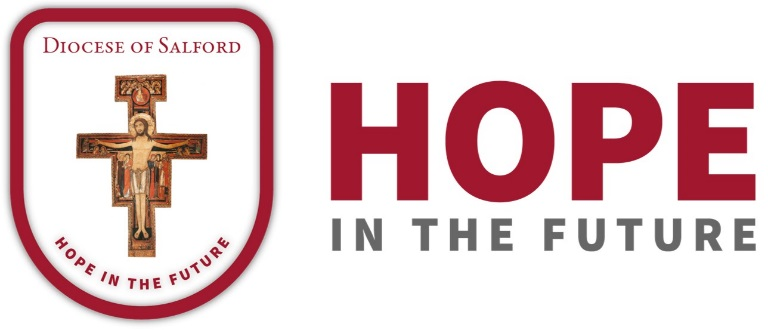 DIOCESE OF SALFORD
HOPE IN THE FUTURE
HOPE
IN THE FUTURE